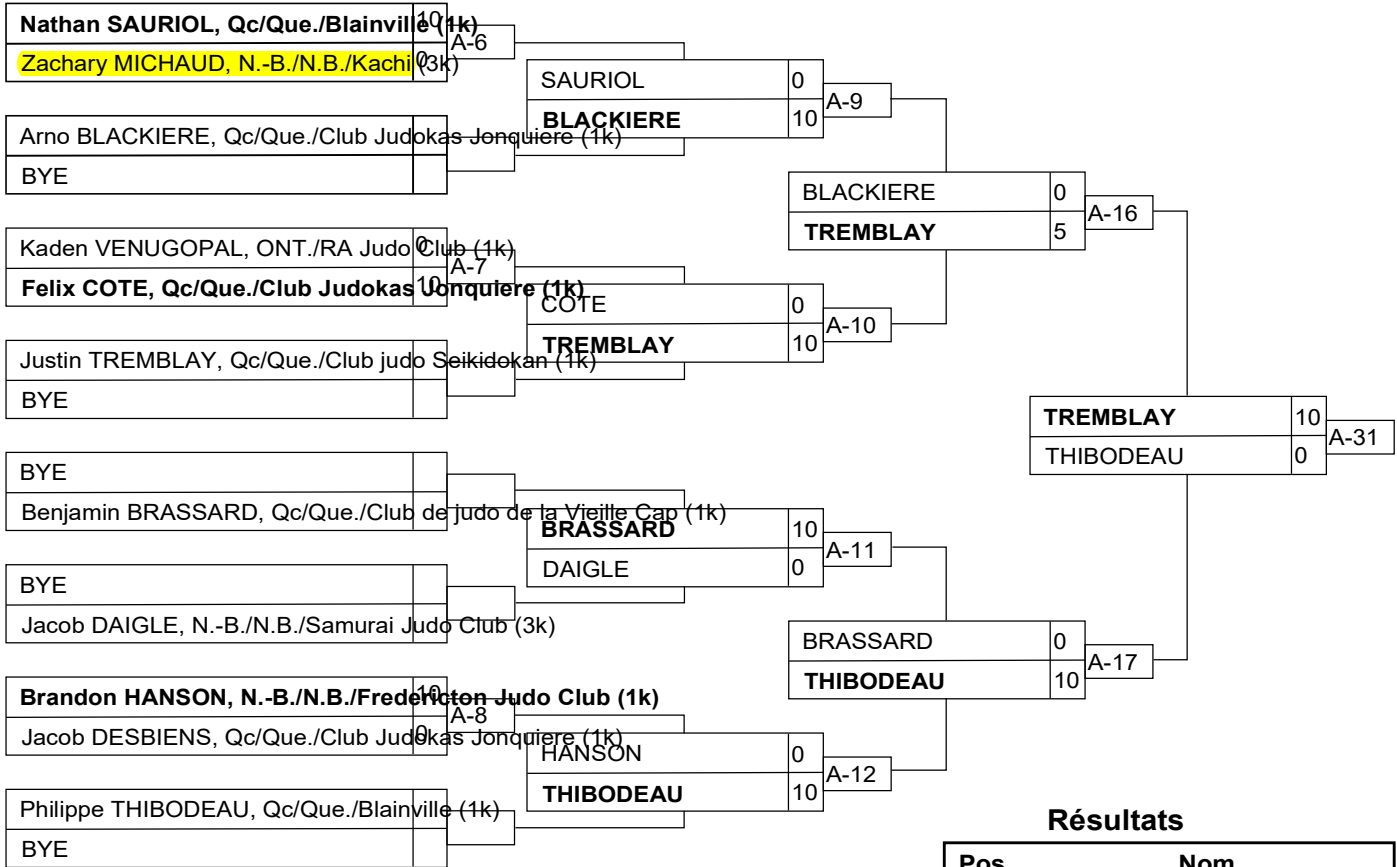 Nathan SAURIOL, Qc/Que./Blainville (1k) 10
A-6
Zachary MICHAUD, N.-B./N.B./Kachi (3k) 0
SAURIOL 0
A-9
BLACKIERE 10
Arno BLACKIERE, Qc/Que./Club Judokas Jonquiere (1k)
BYE
BLACKIERE 0
A-16
TREMBLAY 5
Kaden VENUGOPAL, ONT./RA Judo Club (1k) 0
A-7
Felix COTE, Qc/Que./Club Judokas Jonquiere (1k) 10
COTE 0
A-10
TREMBLAY 10
Justin TREMBLAY, Qc/Que./Club judo Seikidokan (1k)
BYE
TREMBLAY 10
A-31
THIBODEAU 0
BYE
Benjamin BRASSARD, Qc/Que./Club de judo de la Vieille Cap (1k)
BRASSARD 10
A-11
DAIGLE 0
BYE
Jacob DAIGLE, N.-B./N.B./Samurai Judo Club (3k)
BRASSARD 0
A-17
THIBODEAU 10
Brandon HANSON, N.-B./N.B./Fredericton Judo Club (1k) 10
A-8
Jacob DESBIENS, Qc/Que./Club Judokas Jonquiere (1k) 0
HANSON 0
A-12
THIBODEAU 10
Philippe THIBODEAU, Qc/Que./Blainville (1k)
BYE
Résultats
Pos Nom